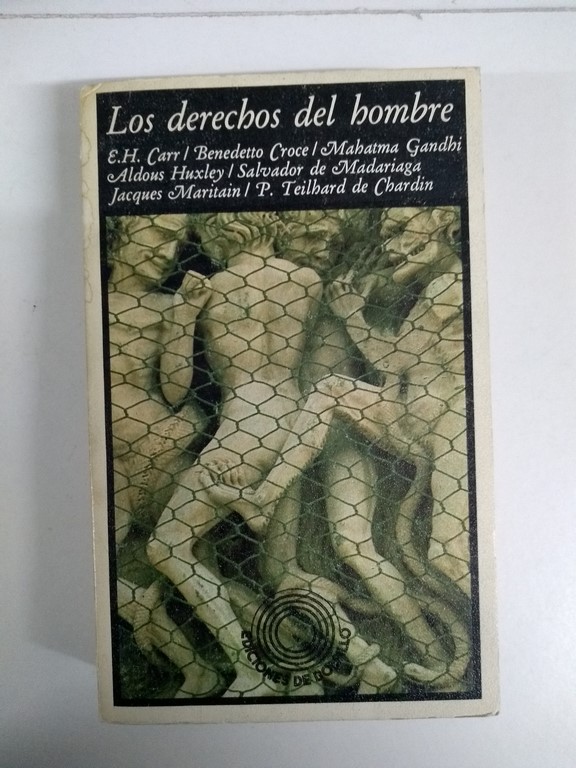 Los derechos del hombre
E.H. Carr / Benedetto Croce / Mahatma Gandhi
Aldous Huxley / Salvador de Madariaga
Jacques Maritain / P. Teilhard de Chardin
EDICIONES DE BOLSILLO